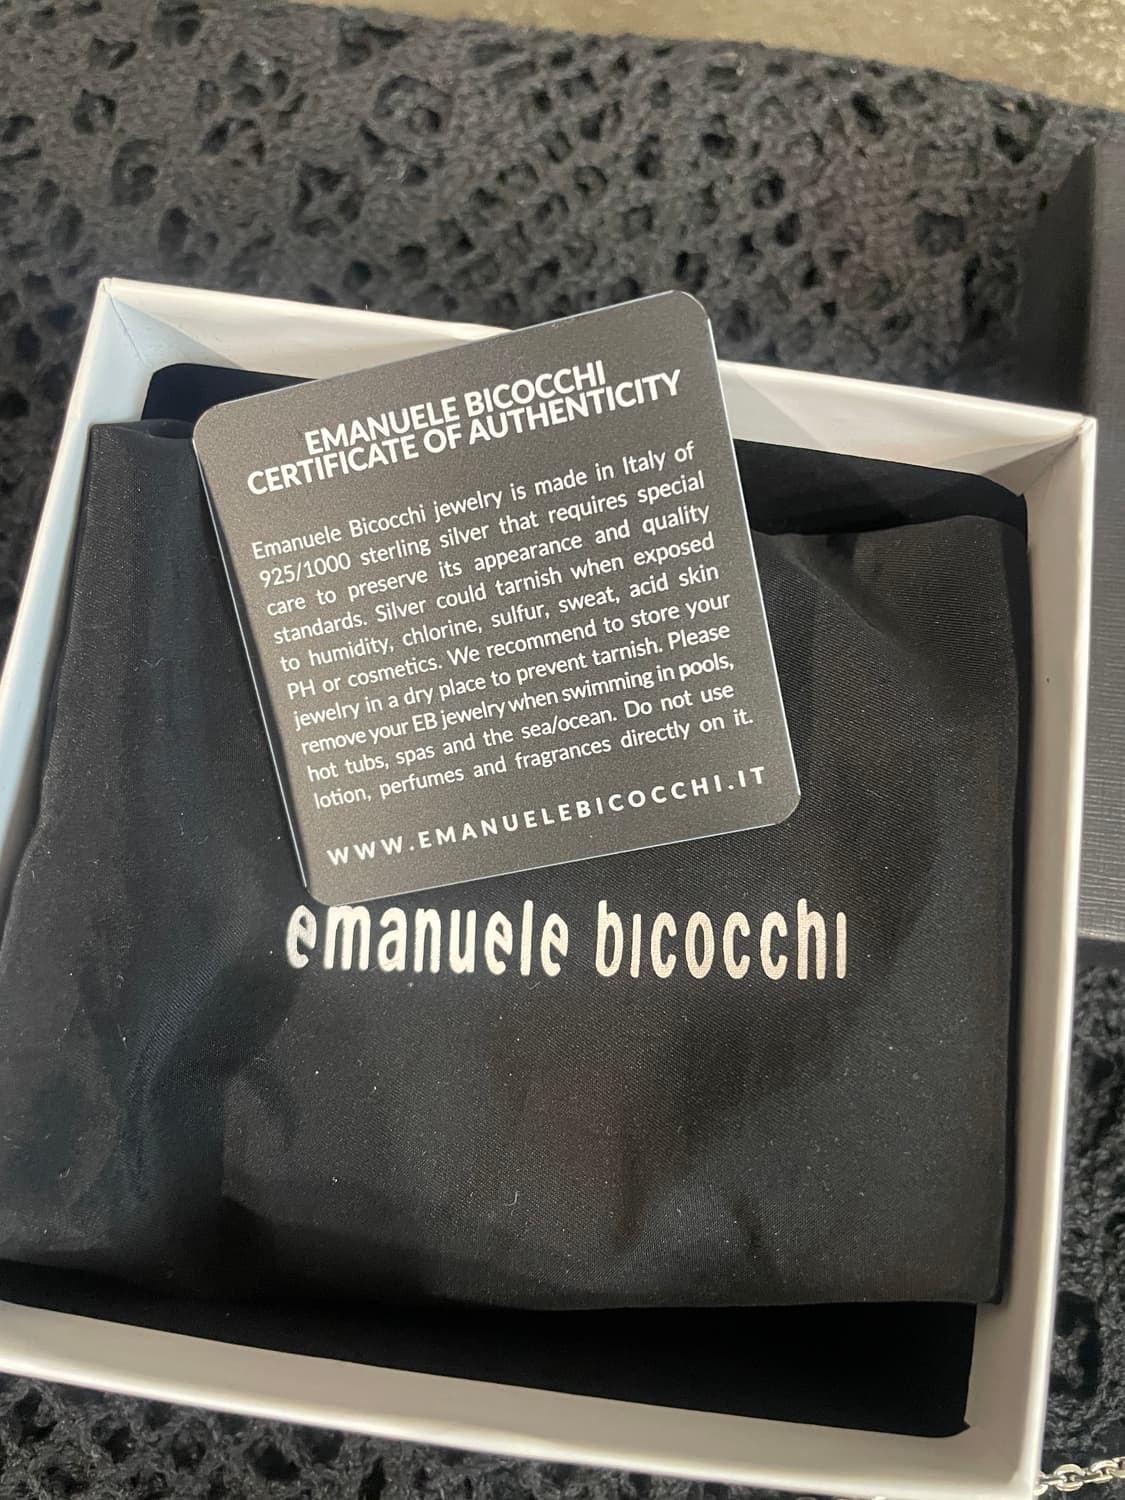 EMANUELE BICOCCHI
CERTIFICATE OF AUTHENTICITY
Emanuele Bicocchi jewelry is made in Italy of
925/1000 sterling silver that requires special
care to preserve its appearance and quality
standards. Silver could tarnish when exposed
to humidity, chlorine, sulfur, sweat, acid skin
PH or cosmetics. We recommend to store your
jewelry in a dry place to prevent tarnish. Please
remove your EB jewelry when swimming in pools,
hot tubs, spas and the sea/ocean. Do not use
lotion, perfumes and fragrances directly on it.
WWW.EMANUELEBICOCCHI.IT
emanuele bicocchi